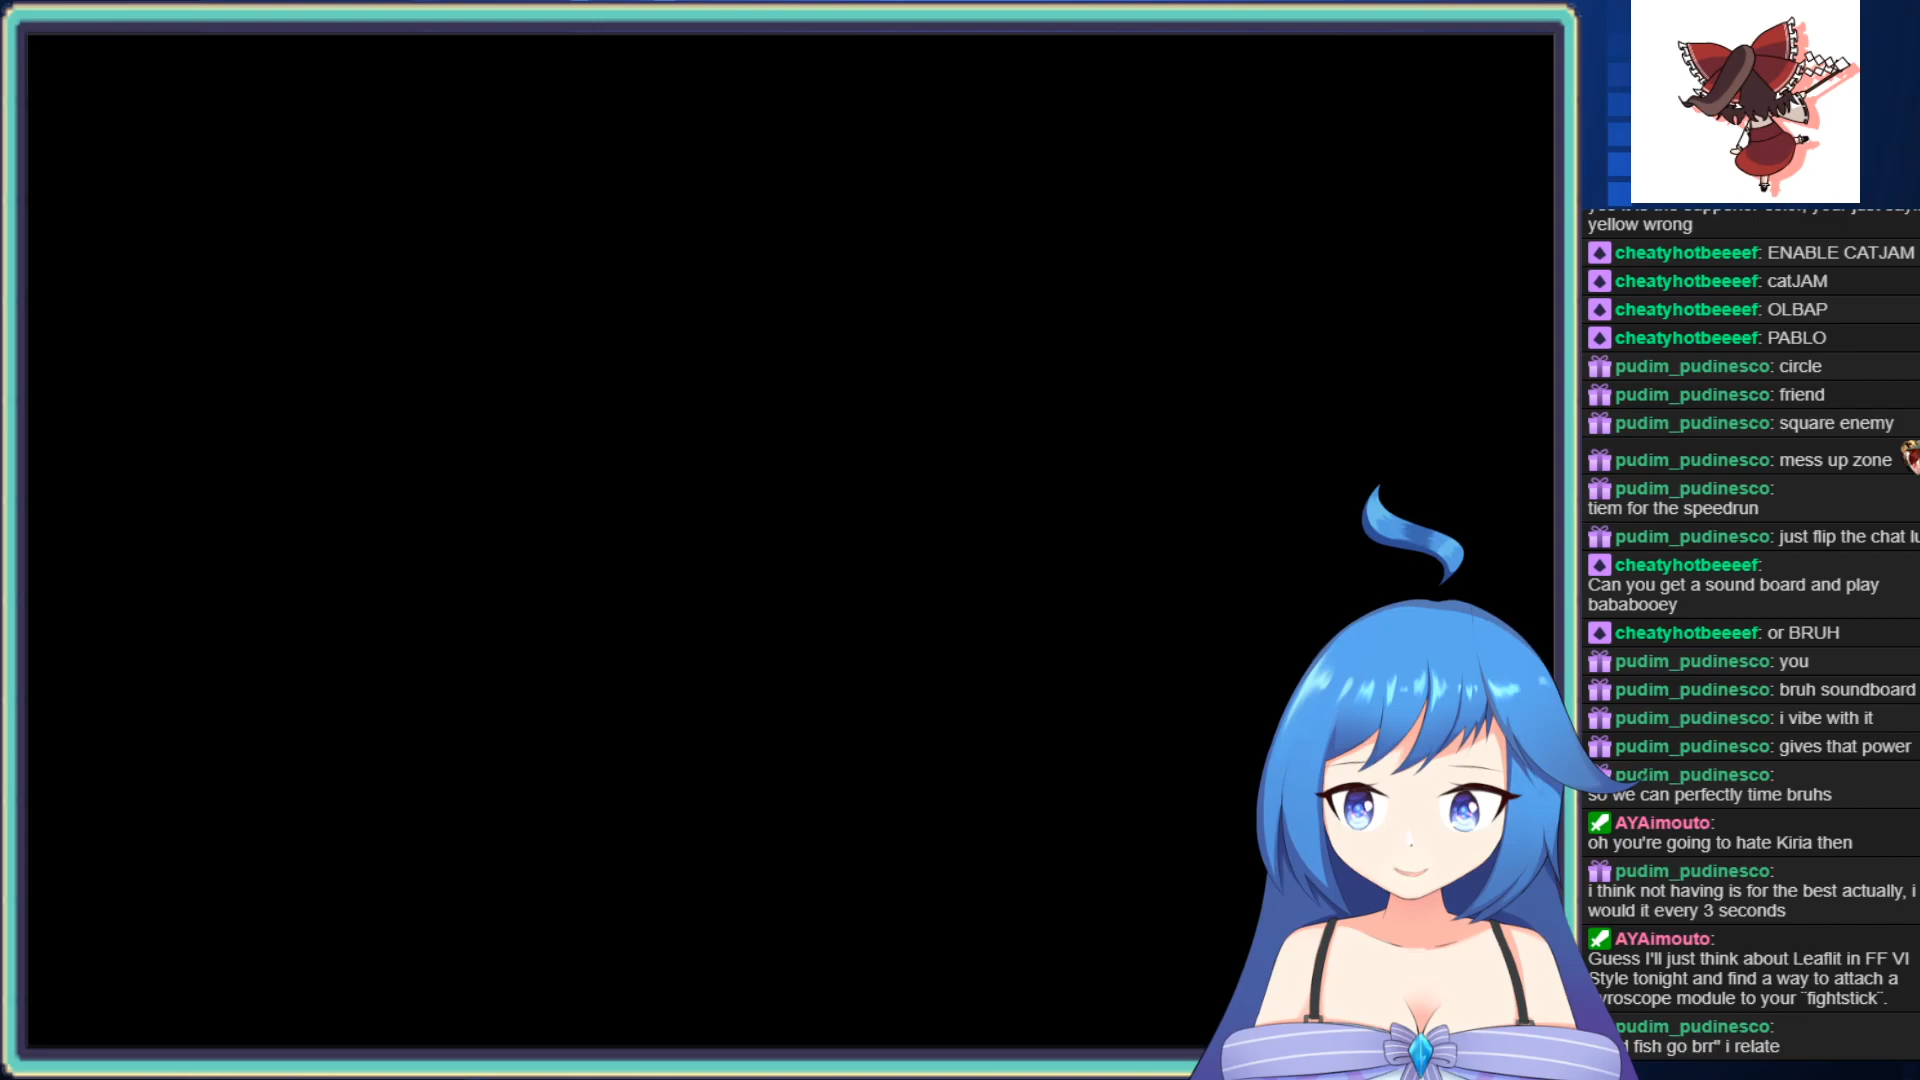 yellow wrong
cheatyhotbeeeef: ENABLE CATJAM
cheatyhotbeeeef: catJAM
cheatyhotbeeeef: OLBAP
cheatyhotbeeeef: PABLO
pudim_pudinesco: circle
pudim_pudinesco: friend
pudim_pudinesco: square enemy
pudim_pudinesco: mess up zone
pudim_pudinesco:
tiem for the speedrun
pudim_pudinesco: just flip the chat
cheatyhotbeeeef:
Can you get a sound board and play
bababooey
cheatyhotbeeeef: or BRUH
pudim_pudinesco: you
pudim_pudinesco: bruh soundboard
pudim_pudinesco: i vibe with it
pudim_pudinesco: gives that power
pudim_pudinesco:
so we can perfectly time bruhs
AYAimouto:
oh you're going to hate Kiria then
pudim_pudinesco:
i think not having is for the best actually, i
would it every 3 seconds
AYAimouto:
Guess I'll just think about Leaflit in FF VI
Style tonight and find a way to attach a
gyroscope module to your ¨fightstick¨.
pudim_pudinesco:
fish go brr" i relate